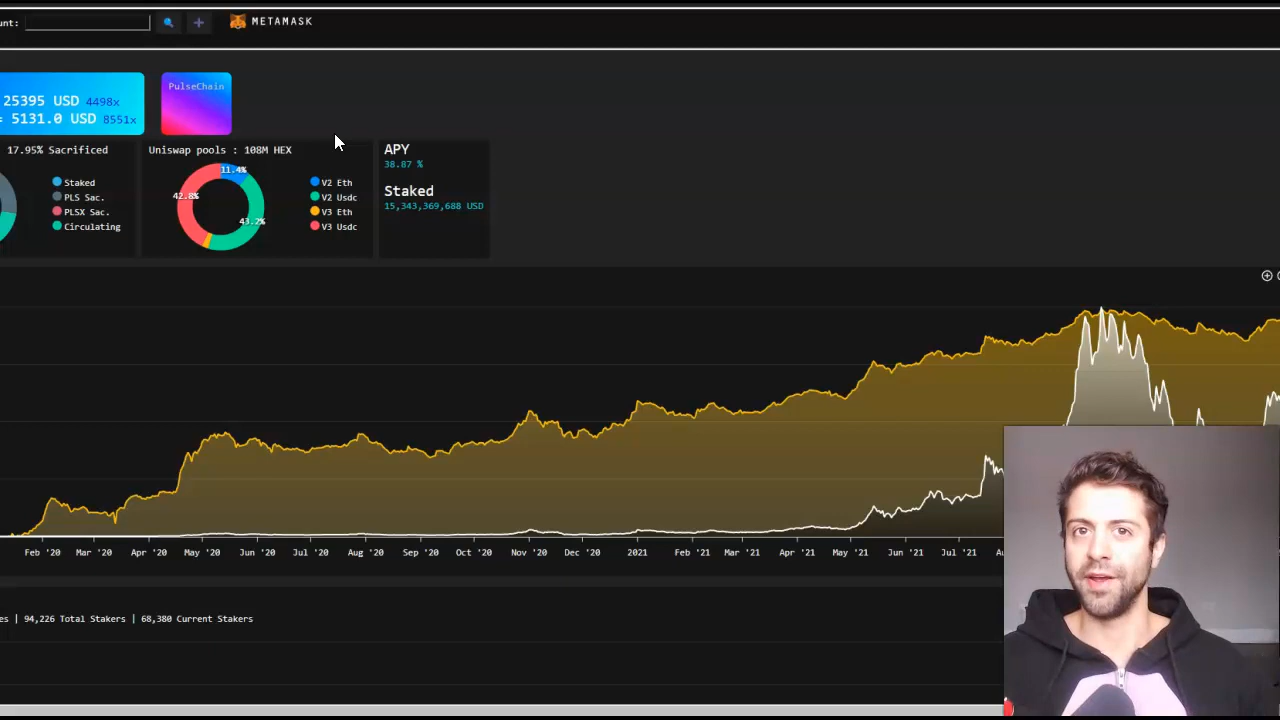 unt:
METAMASK
25395 USD 4498x
= 5131.0 USD 8551x
PulseChain
17.95% Sacrificed
Staked
PLS Sac.
PLSX Sac.
Circulating
Uniswap pools : 108M HEX
11.4%
42.8%
43.2%
V2 Eth
V2 Usdc
V3 Eth
V3 Usdc
APY
38.87 %
Staked
15,343,369,688 USD
Feb '20 Mar '20 Apr '20 May '20 Jun '20 Jul '20 Aug '20 Sep '20 Oct '20 Nov '20 Dec '20 2021 Feb '21 Mar '21 Apr '21 May '21 Jun '21 Jul '21 Au
es | 94,226 Total Stakers | 68,380 Current Stakers